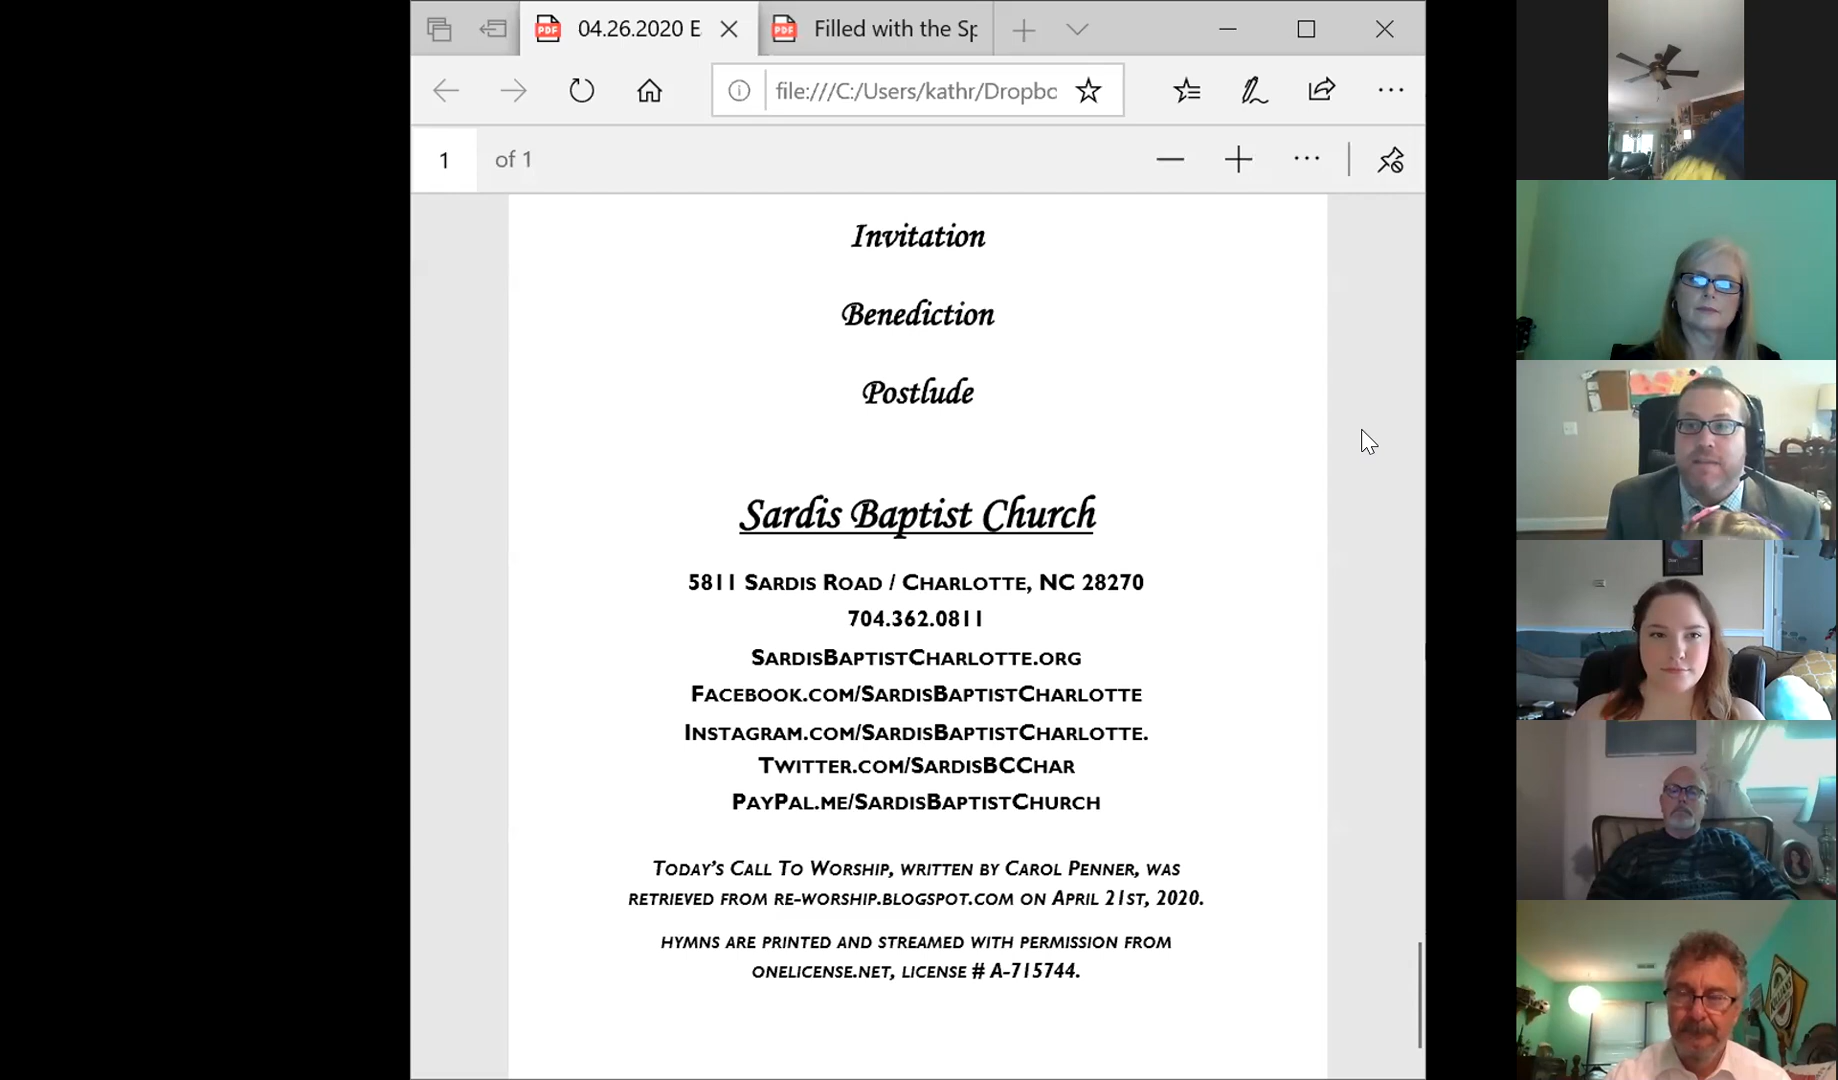 04.26.2020 E
Filled with the Sp
file:///C:/Users/kathr/Dropbo
1 of 1
Invitation
Benediction
Postlude
Sardis Baptist Church
5811 Sardis Road / Charlotte, NC 28270
704.362.0811
SardisBaptistCharlotte.org
Facebook.com/SardisBaptistCharlotte
Instagram.com/SardisBaptistCharlotte.
Twitter.com/SardisBCChar
PayPal.me/SardisBaptistChurch
Today's Call To Worship, written by Carol Penner, was
retrieved from re-worship.blogspot.com on April 21st, 2020.
hymns are printed and streamed with permission from
onelicense.net, license # A-715744.